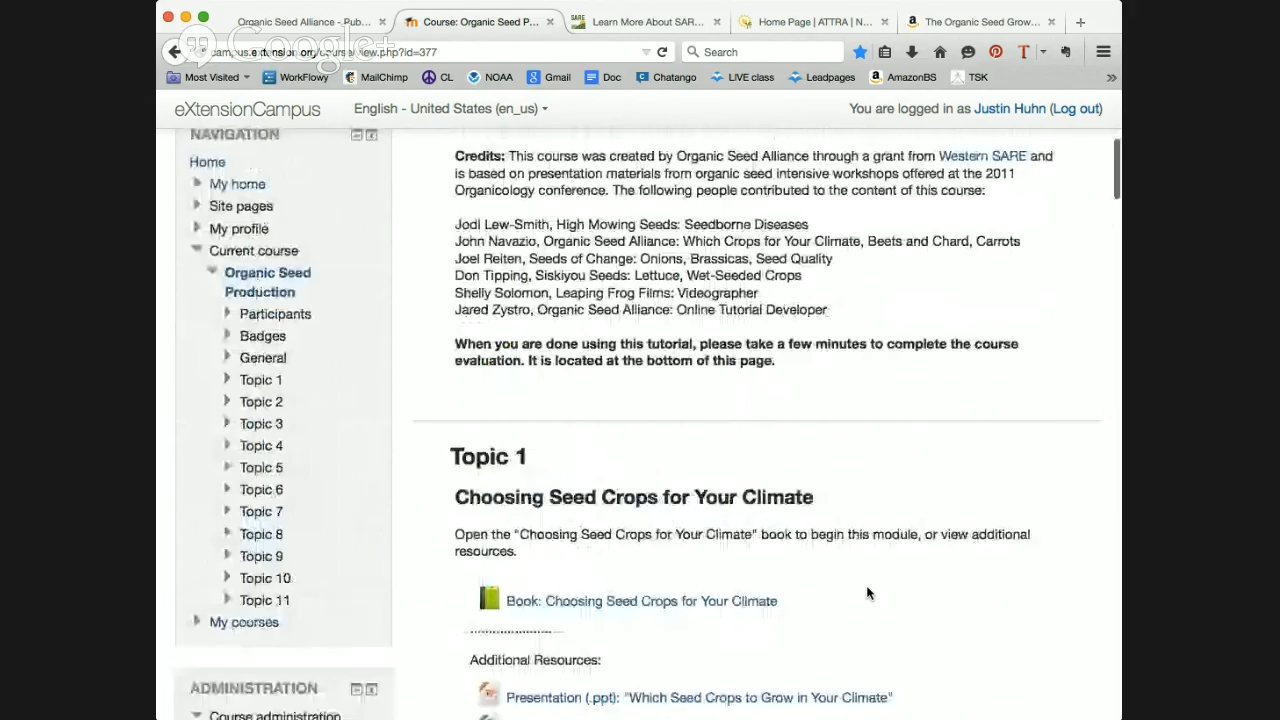 Organic Seed Alliance - Pub...
Course: Organic Seed P...
Learn More About SAR...
Home Page | ATTRA | N...
The Organic Seed Grow...
Google+
campus.extension.org/course/view.php?id=377
Search
Most Visited
WorkFlowy
MailChimp
CL
NOAA
Gmail
Doc
Chatango
LIVE class
Leadpages
AmazonBS
TSK
eXtensionCampus
English - United States (en_us)
You are logged in as Justin Huhn (Log out)
NAVIGATION
Home
My home
Site pages
My profile
Current course
Organic Seed
Production
Participants
Badges
General
Topic 1
Topic 2
Topic 3
Topic 4
Topic 5
Topic 6
Topic 7
Topic 8
Topic 9
Topic 10
Topic 11
My courses
ADMINISTRATION
Course administration
Credits: This course was created by Organic Seed Alliance through a grant from Western SARE and
is based on presentation materials from organic seed intensive workshops offered at the 2011
Organicology conference. The following people contributed to the content of this course:
Jodi Lew-Smith, High Mowing Seeds: Seedborne Diseases
John Navazio, Organic Seed Alliance: Which Crops for Your Climate, Beets and Chard, Carrots
Joel Reiten, Seeds of Change: Onions, Brassicas, Seed Quality
Don Tipping, Siskiyou Seeds: Lettuce, Wet-Seeded Crops
Shelly Solomon, Leaping Frog Films: Videographer
Jared Zystro, Organic Seed Alliance: Online Tutorial Developer
When you are done using this tutorial, please take a few minutes to complete the course
evaluation. It is located at the bottom of this page.
Topic 1
Choosing Seed Crops for Your Climate
Open the "Choosing Seed Crops for Your Climate" book to begin this module, or view additional
resources.
Book: Choosing Seed Crops for Your Climate
Additional Resources:
Presentation (.ppt): "Which Seed Crops to Grow in Your Climate"